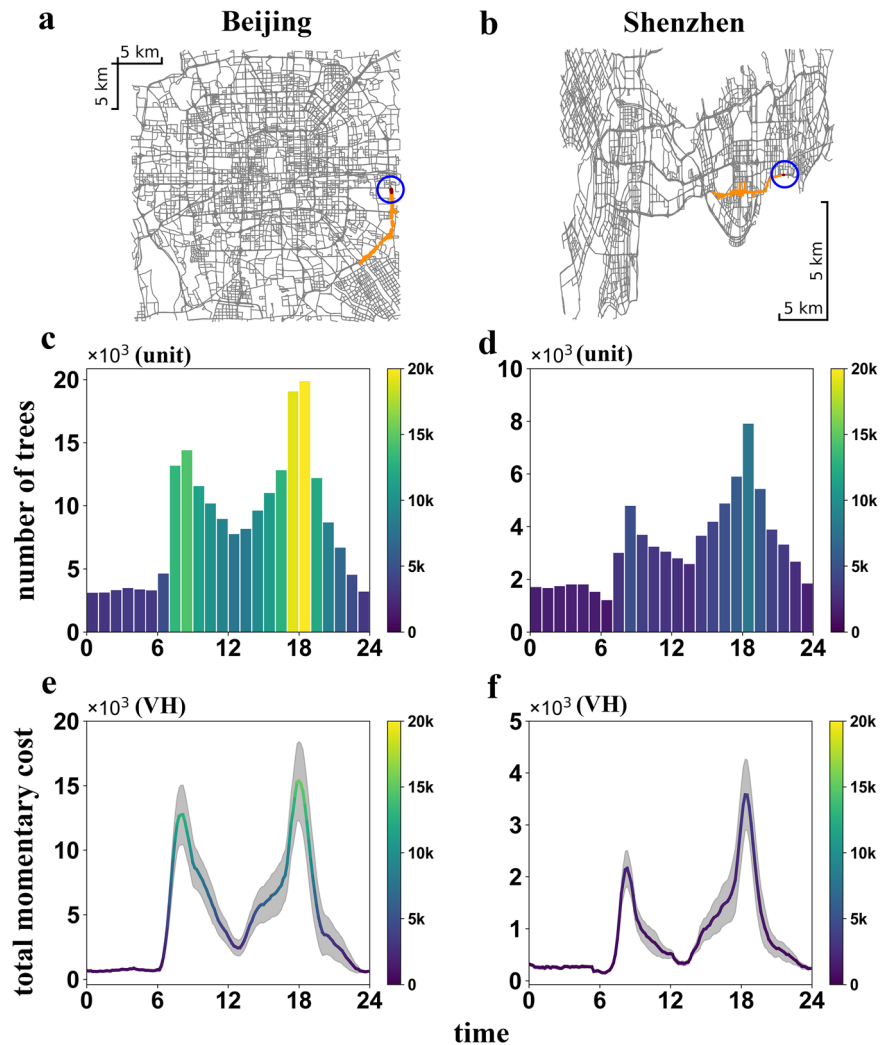 a Beijing b Shenzhen
5 km
5 km
5 km
5 km
c ×10³ (unit) d ×10³ (unit)
number of trees
20
15
10
5
0
0 6 12 18 24
20k
15k
10k
5k
0
10
8
6
4
2
0
0 6 12 18 24
20k
15k
10k
5k
0
e ×10³ (VH) f ×10³ (VH)
total momentary cost
20
15
10
5
0
0 6 12 18 24
20k
15k
10k
5k
0
5
4
3
2
1
0
0 6 12 18 24
20k
15k
10k
5k
0
time